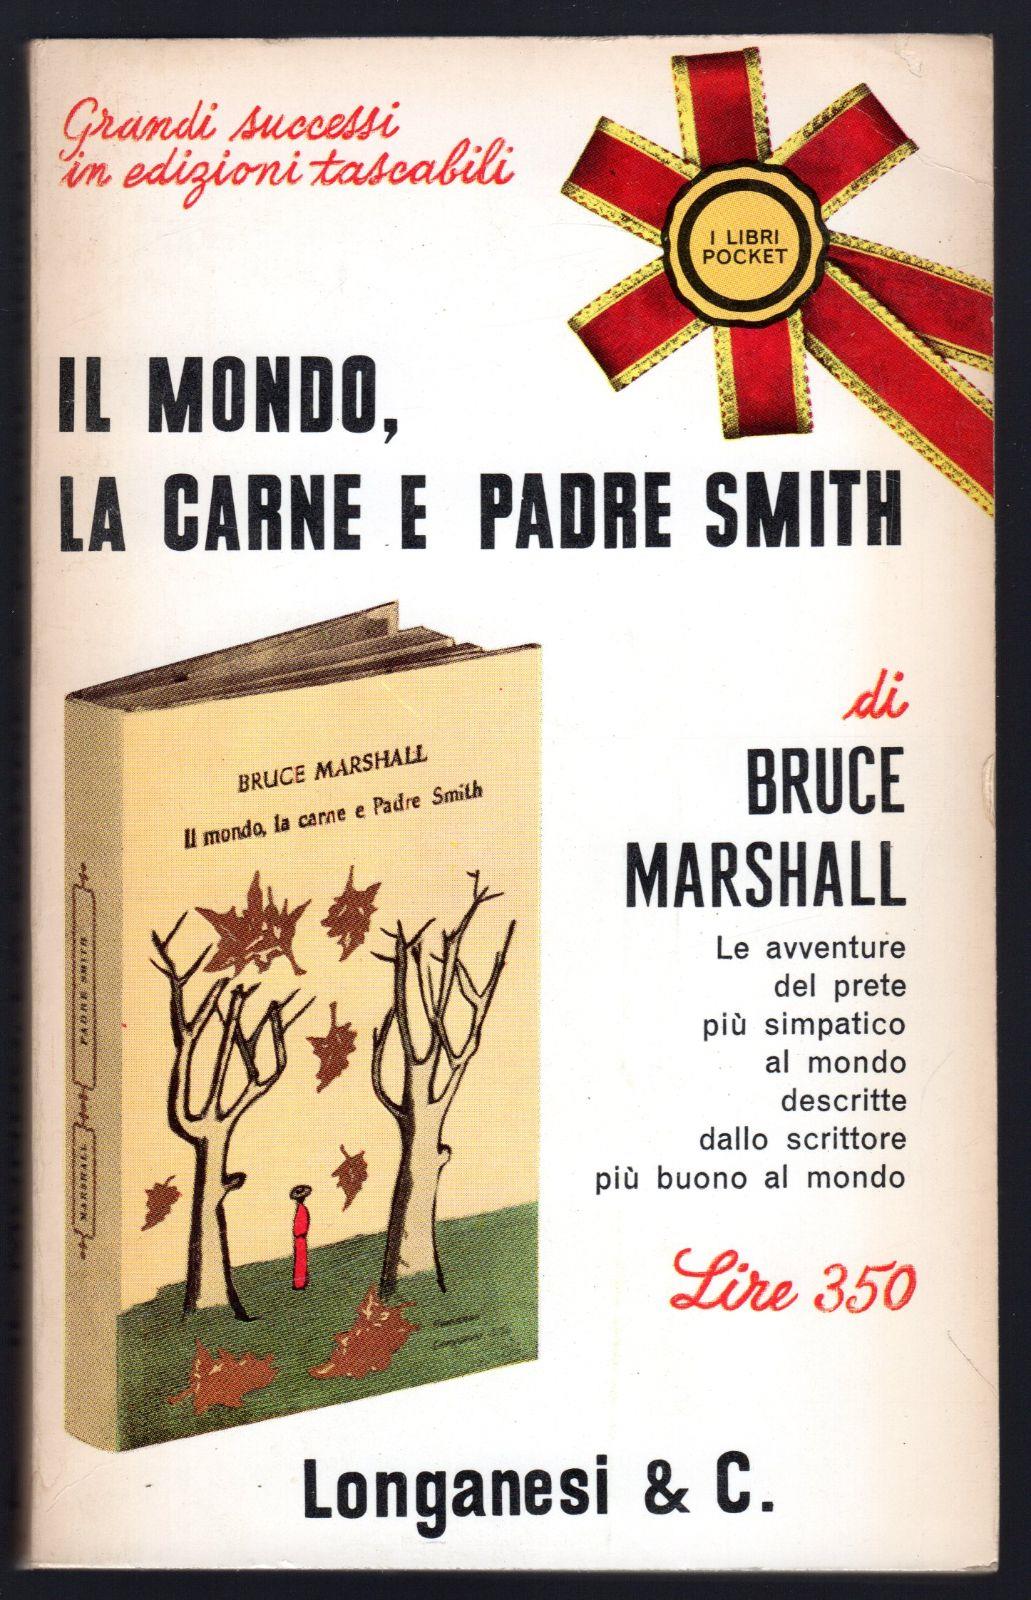 Grandi successi
in edizioni tascabili
I LIBRI
POCKET
IL MONDO,
LA CARNE E PADRE SMITH
di
BRUCE
MARSHALL
Le avventure
del prete
più simpatico
al mondo
descritte
dallo scrittore
più buono al mondo
Lire 350
BRUCE MARSHALL
Il mondo, la carne e Padre Smith
MARSHALL
PADRE SMITH
Longanesi & C.